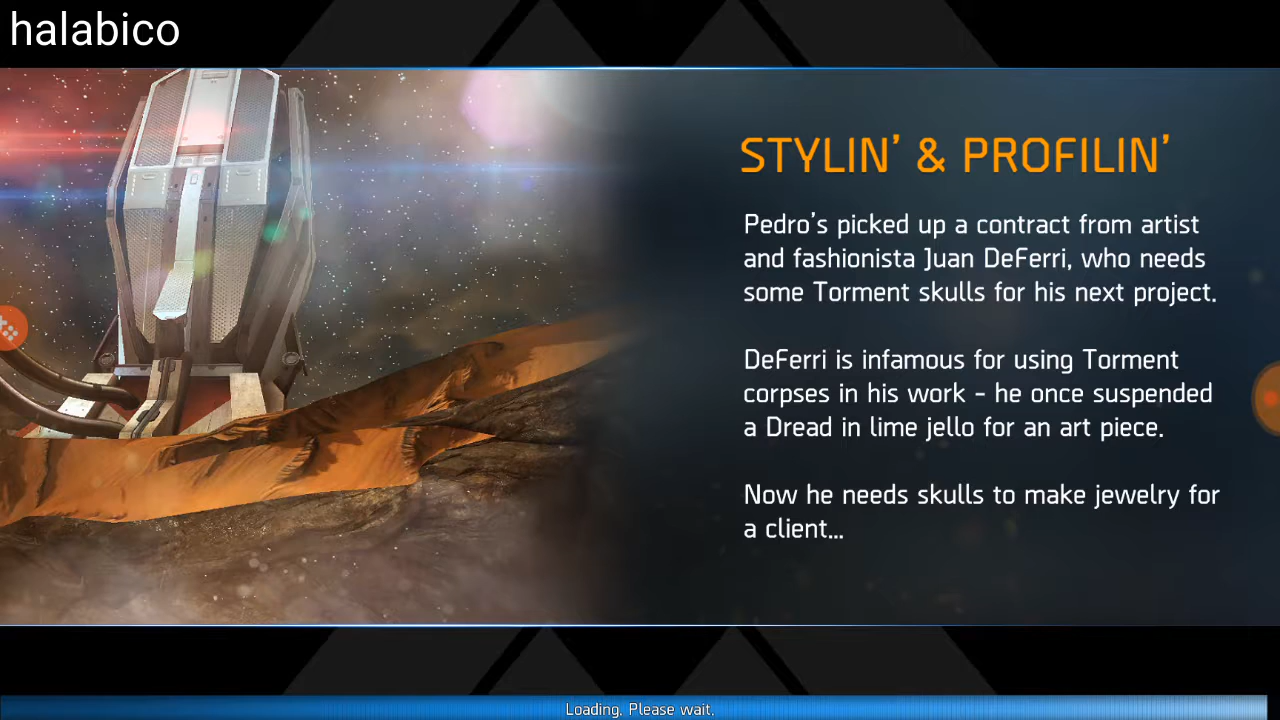 halabico
STYLIN' & PROFILIN'
Pedro's picked up a contract from artist
and fashionista Juan DeFerri, who needs
some Torment skulls for his next project.
DeFerri is infamous for using Torment
corpses in his work - he once suspended
a Dread in lime jello for an art piece.
Now he needs skulls to make jewelry for
a client...
Loading. Please wait.